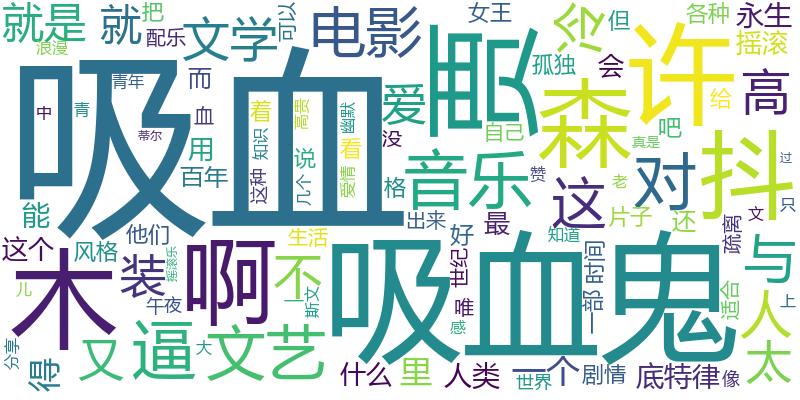 就是
就
文学
把
配乐
浪漫
可以
电影
女王
冷
但
各种
永生
摇滚
孤独
会
高
给
许
森
吸血
青年
而
血
爱
中
青
用
百年
蒂尔
着
知识
这种
高贵
几个
说
幽默
爱情
看
没
格
音乐
自己
吧
真是
对
抖
过
只
赞
老
这
最
出来
能
这个
风格
他们
木
装
啊
生活
不
一
好
世纪
知道
片子
还
疏离
文
与
吸血鬼
时间
一部
适合
上
人
太
摇滚乐
儿
午夜
斯文
唯
感
分享
得
又
逼
大
文艺
什么
里
人类
一个
世界
剧情
底特律
像